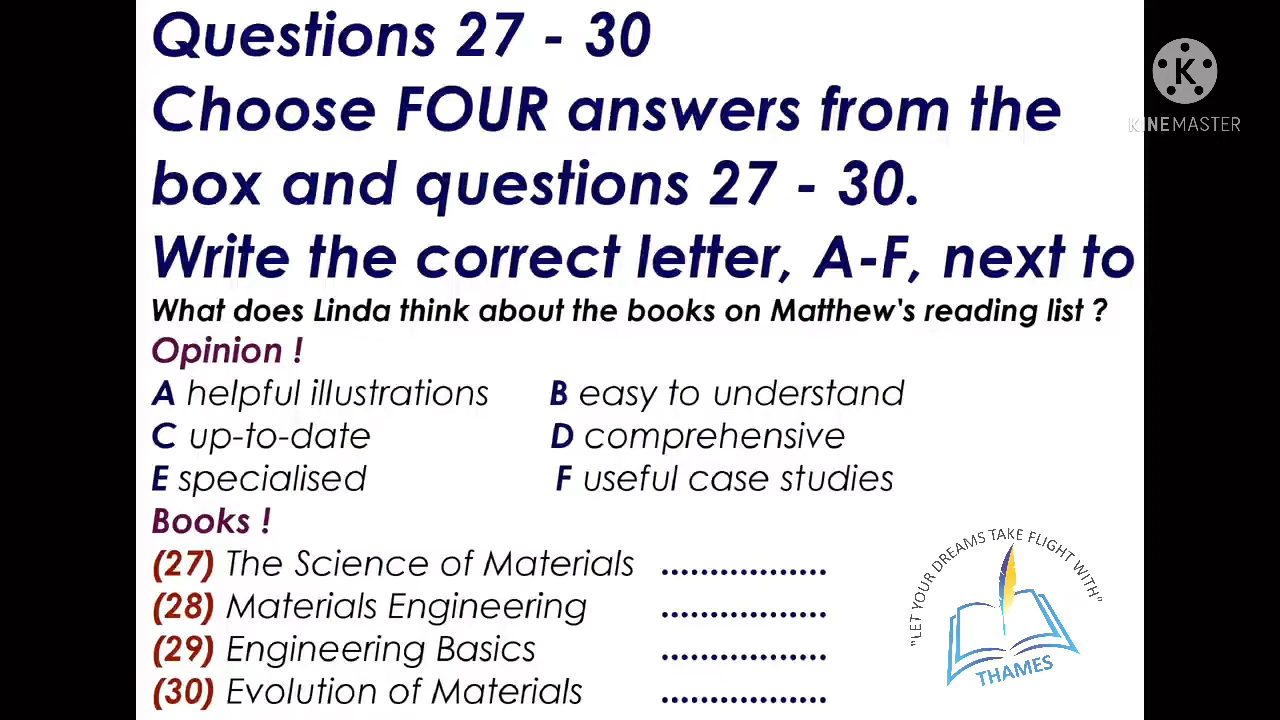 Questions 27 - 30
Choose FOUR answers from the
box and questions 27 - 30.
Write the correct letter, A-F, next to
What does Linda think about the books on Matthew's reading list ?
Opinion !
A helpful illustrations B easy to understand
C up-to-date D comprehensive
E specialised F useful case studies
Books !
(27) The Science of Materials .................
(28) Materials Engineering .................
(29) Engineering Basics .................
(30) Evolution of Materials .................
K
KINEMASTER
"LET YOUR DREAMS TAKE FLIGHT WITH"
THAMES